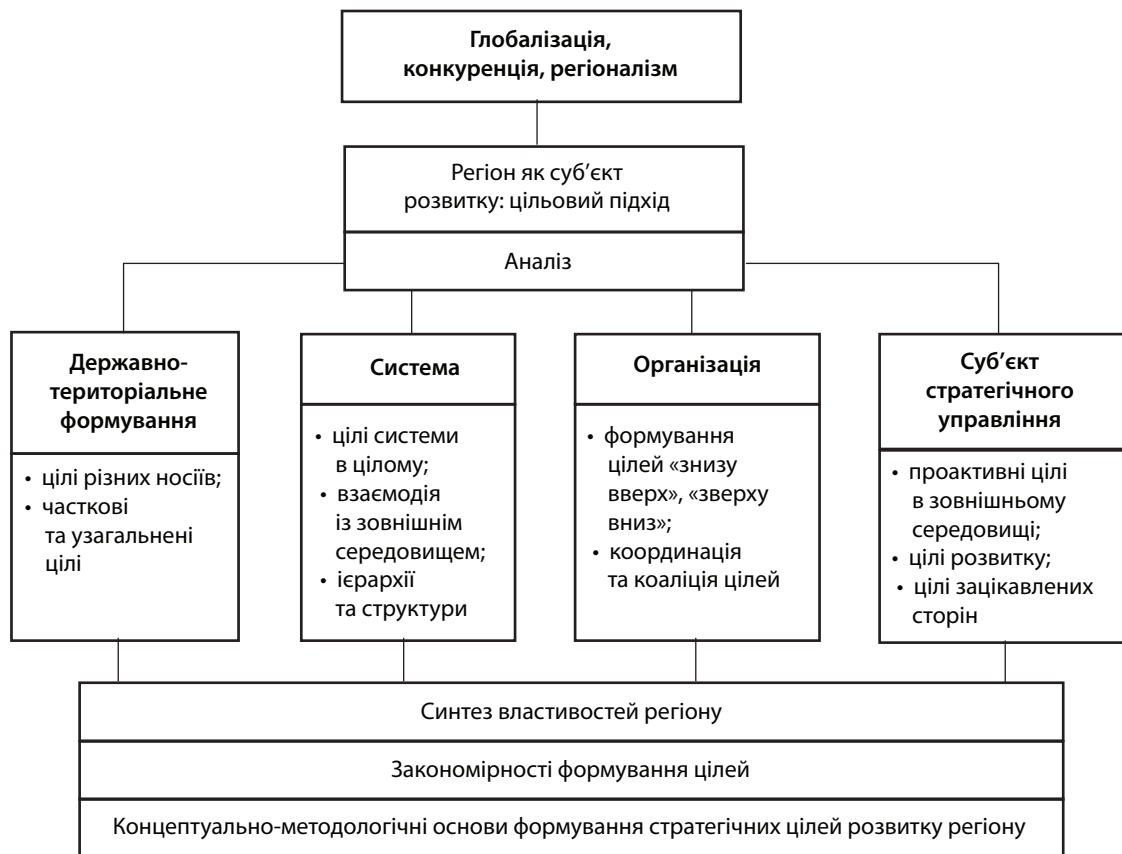 Глобалізація,
конкуренція, регіоналізм
Регіон як суб’єкт
розвитку: цільовий підхід
Аналіз
Державно-
територіальне
формування
• цілі різних носіїв;
• часткові
та узагальнені
цілі
Система
• цілі системи
в цілому;
• взаємодія
із зовнішнім
середовищем;
• ієрархії
та структури
Організація
• формування
цілей «знизу
вверх», «зверху
вниз»;
• координація
та коаліція цілей
Суб’єкт
стратегічного
управління
• проактивні цілі
в зовнішньому
середовищі;
• цілі розвитку;
• цілі зацікавлених
сторін
Синтез властивостей регіону
Закономірності формування цілей
Концептуально-методологічні основи формування стратегічних цілей розвитку регіону